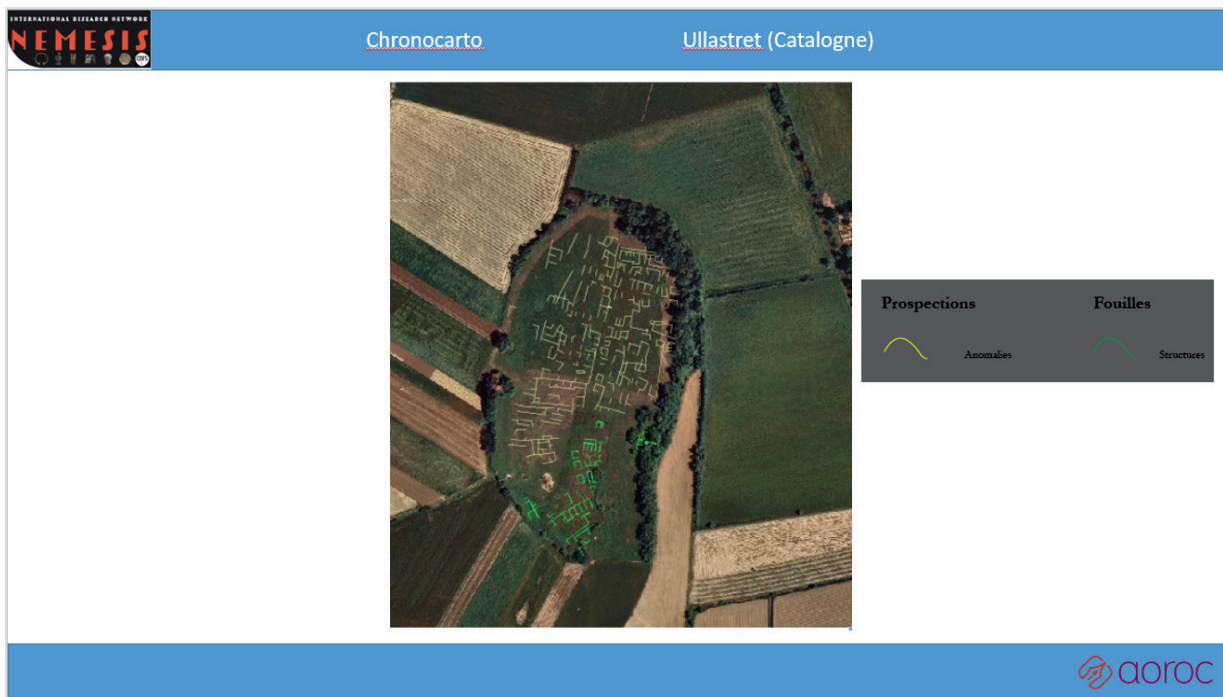 INTERNATIONAL RESEARCH NETWORK
NEMESIS
Chronocarto
Ullastret (Catalogne)
Prospections
Fouilles
Anomalies
Structures
aoroc